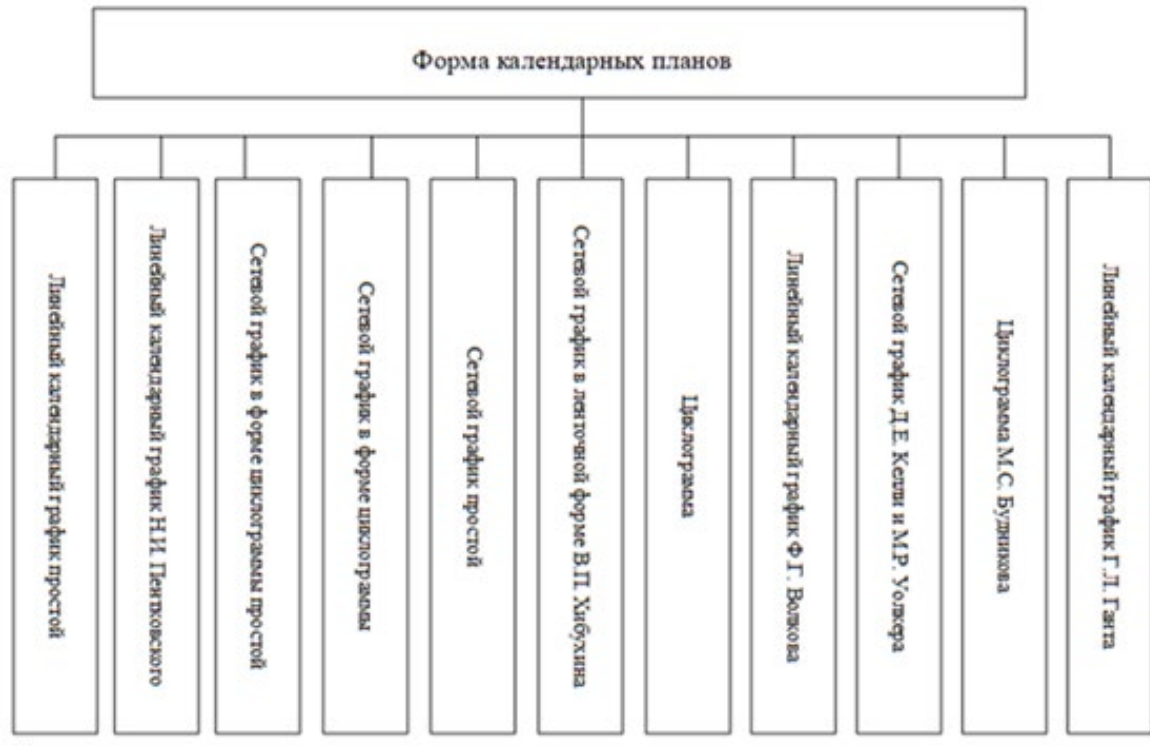 Форма календарных планов
Линейный календарный график простой
Линейный календарный график Н.И. Пентковского
Сетевой график в форме циклограммы простой
Сетевой график в форме циклограммы
Сетевой график простой
Сетевой график в ленточной форме В.П. Хибухина
Циклограмма
Линейный календарный график Ф.Г. Волкова
Сетевой график Д.Е. Келли и М.Р. Уолкера
Циклограмма М.С. Будникова
Линейный календарный график Г.Л. Ганта